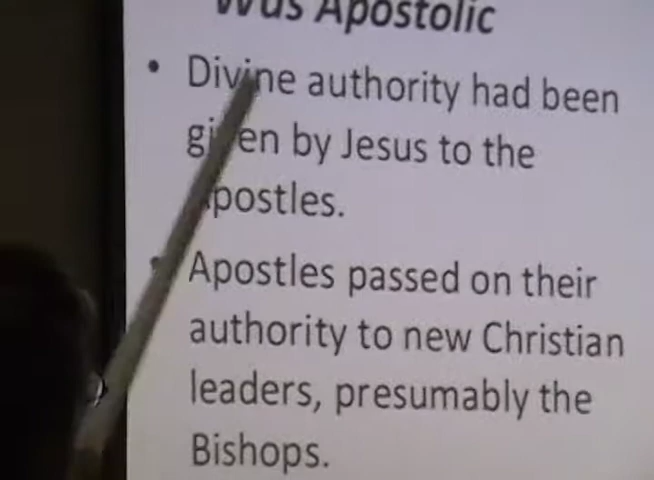 Was Apostolic
• Divine authority had been
given by Jesus to the
Apostles.
• Apostles passed on their
authority to new Christian
leaders, presumably the
Bishops.